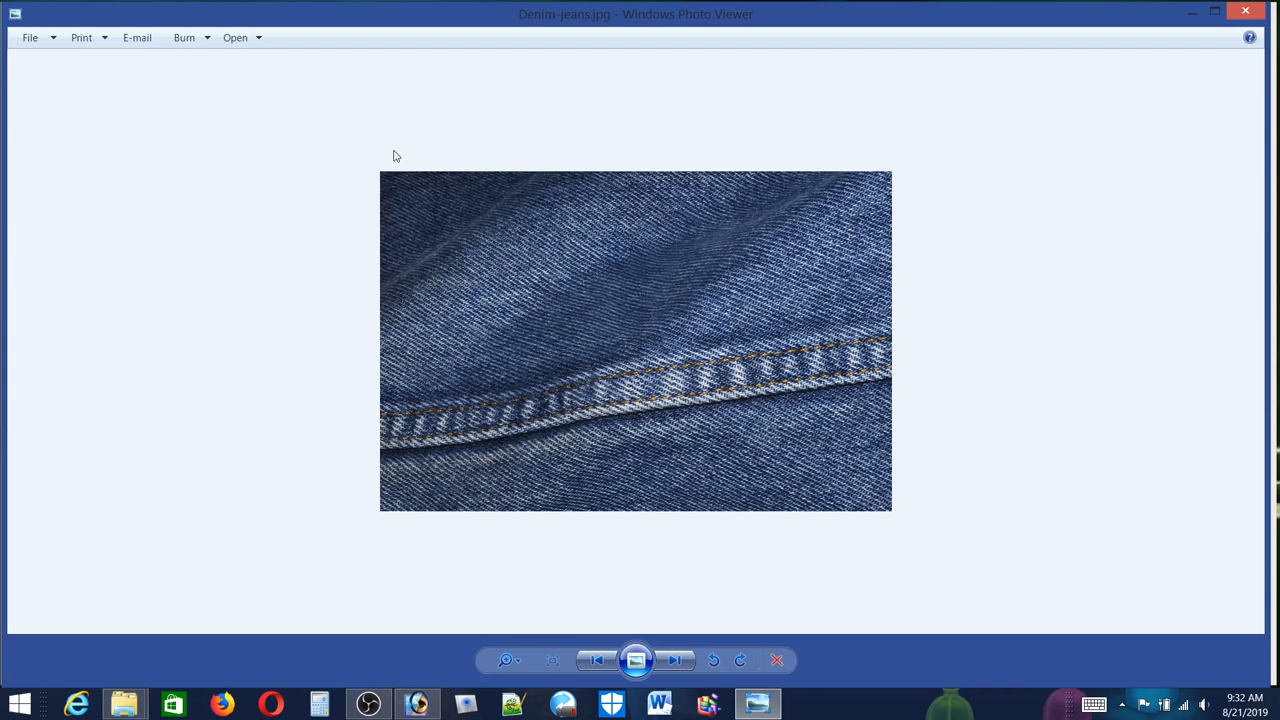 Denim-jeans.jpg - Windows Photo Viewer
File Print E-mail Burn Open
9:32 AM
8/21/2019